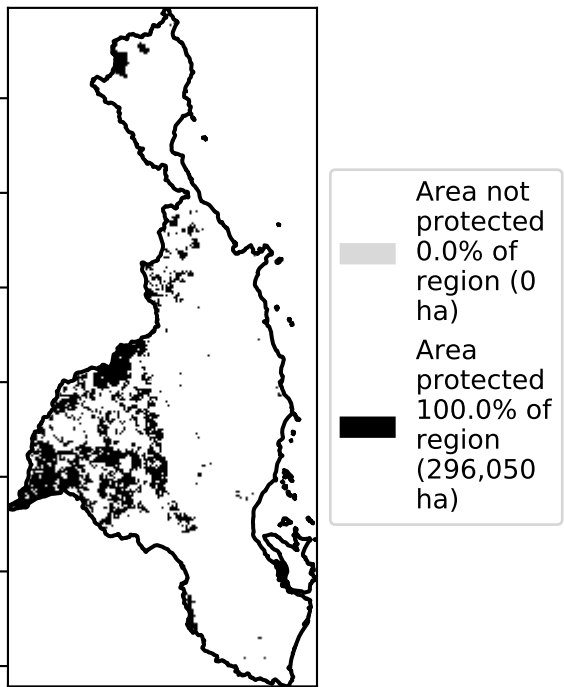 Area not
protected
0.0% of
region (0
ha)
Area
protected
100.0% of
region
(296,050
ha)